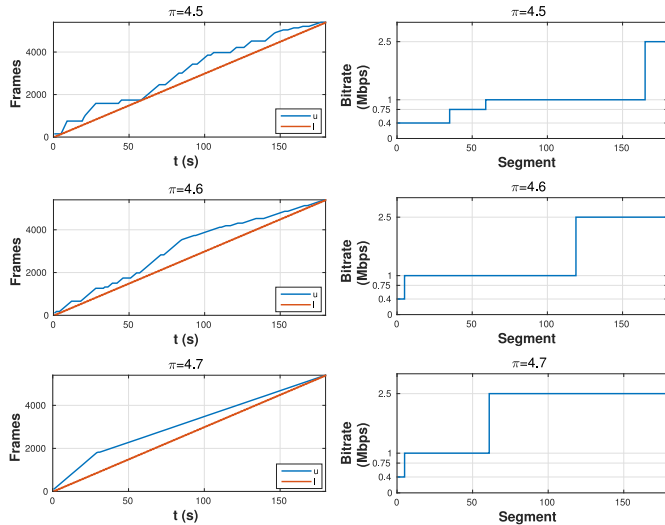 π=4.5
Frames
4000
2000
0
0 50 100 150
t (s)
u
l
π=4.5
Bitrate
(Mbps)
2.5
1
0.75
0.4
0 50 100 150
Segment
π=4.6
Frames
4000
2000
0
0 50 100 150
t (s)
u
l
π=4.6
Bitrate
(Mbps)
2.5
1
0.75
0.4
0 50 100 150
Segment
π=4.7
Frames
4000
2000
0
0 50 100 150
t (s)
u
l
π=4.7
Bitrate
(Mbps)
2.5
1
0.75
0.4
0 50 100 150
Segment